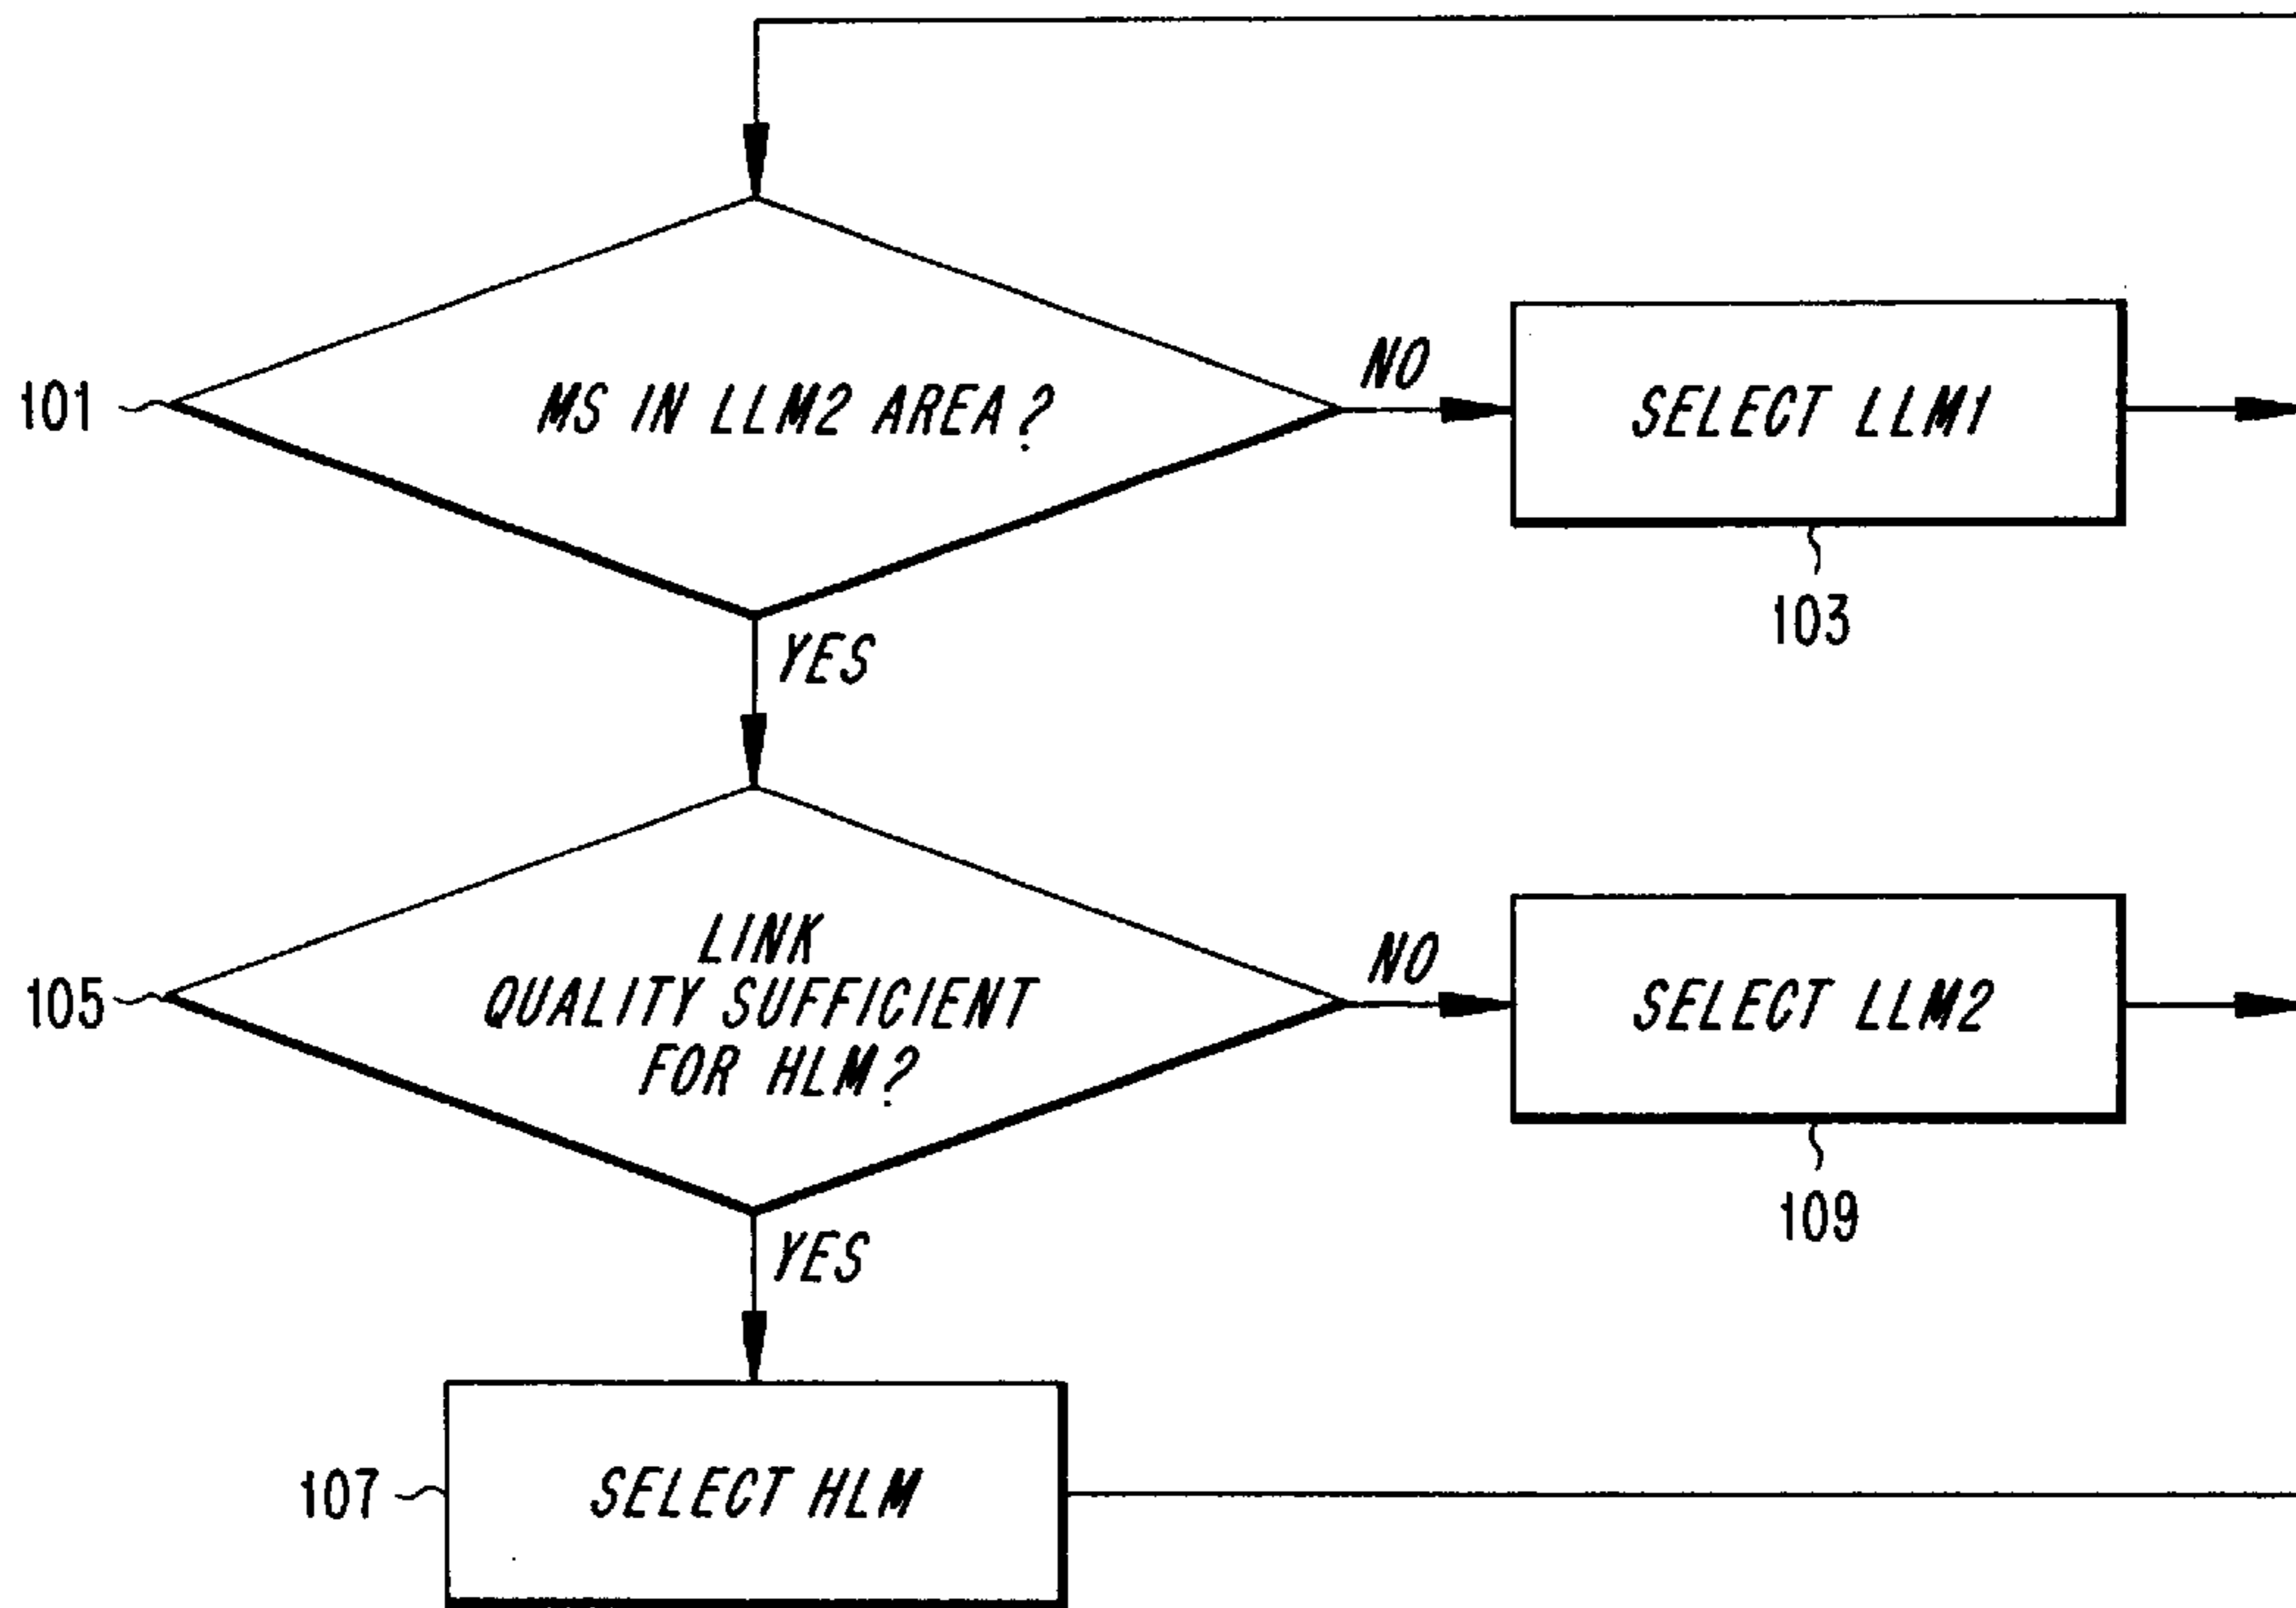 101
MS IN LLM2 AREA?
NO
SELECT LLM1
103
YES
105
LINK
QUALITY SUFFICIENT
FOR HLM?
NO
SELECT LLM2
109
YES
107
SELECT HLM